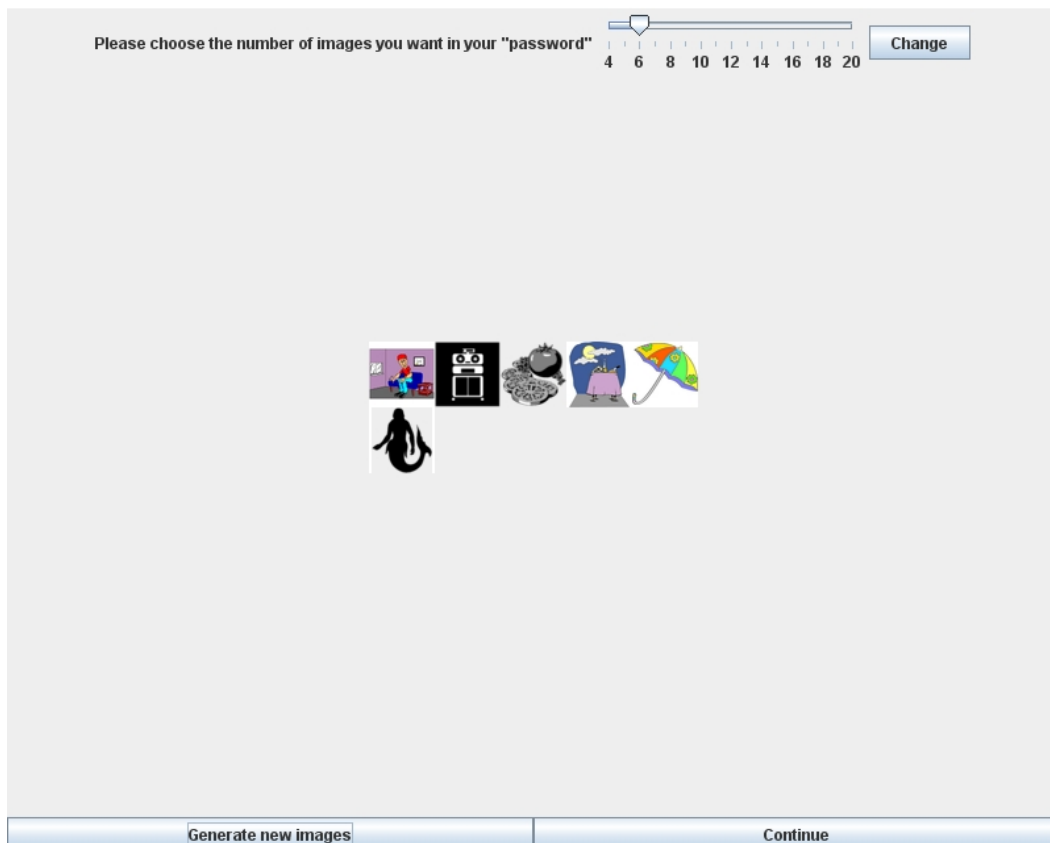 Please choose the number of images you want in your "password"
Change
4 6 8 10 12 14 16 18 20
Generate new images
Continue